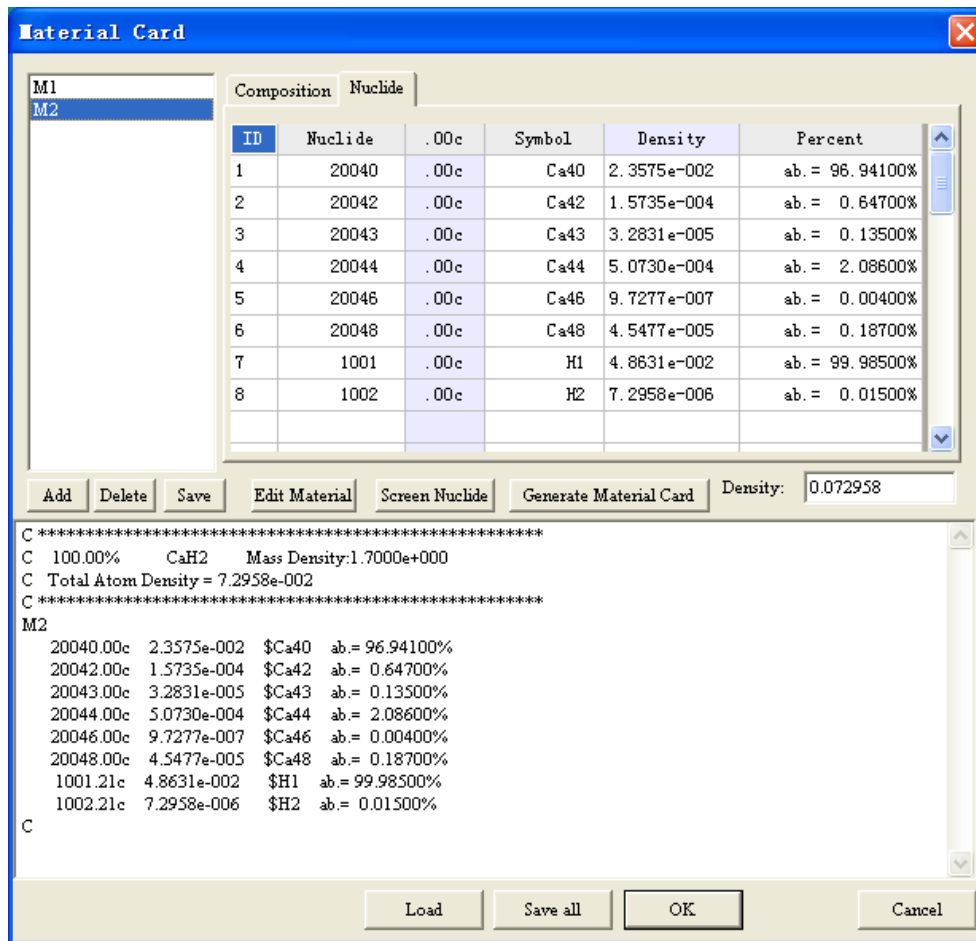 Material Card
M1
M2
Composition Nuclide
ID Nuclide .00c Symbol Density Percent
1 20040 .00c Ca40 2.3575e-002 ab.= 96.94100%
2 20042 .00c Ca42 1.5735e-004 ab.= 0.64700%
3 20043 .00c Ca43 3.2831e-005 ab.= 0.13500%
4 20044 .00c Ca44 5.0730e-004 ab.= 2.08600%
5 20046 .00c Ca46 9.7277e-007 ab.= 0.00400%
6 20048 .00c Ca48 4.5477e-005 ab.= 0.18700%
7 1001 .00c H1 4.8631e-002 ab.= 99.98500%
8 1002 .00c H2 7.2958e-006 ab.= 0.01500%
Add Delete Save Edit Material Screen Nuclide Generate Material Card Density: 0.072958
C ******************************************************
C 100.00% CaH2 Mass Density:1.7000e+000
C Total Atom Density = 7.2958e-002
C ******************************************************
M2
20040.00c 2.3575e-002 $Ca40 ab.= 96.94100%
20042.00c 1.5735e-004 $Ca42 ab.= 0.64700%
20043.00c 3.2831e-005 $Ca43 ab.= 0.13500%
20044.00c 5.0730e-004 $Ca44 ab.= 2.08600%
20046.00c 9.7277e-007 $Ca46 ab.= 0.00400%
20048.00c 4.5477e-005 $Ca48 ab.= 0.18700%
1001.21c 4.8631e-002 $H1 ab.= 99.98500%
1002.21c 7.2958e-006 $H2 ab.= 0.01500%
C
Load Save all OK Cancel